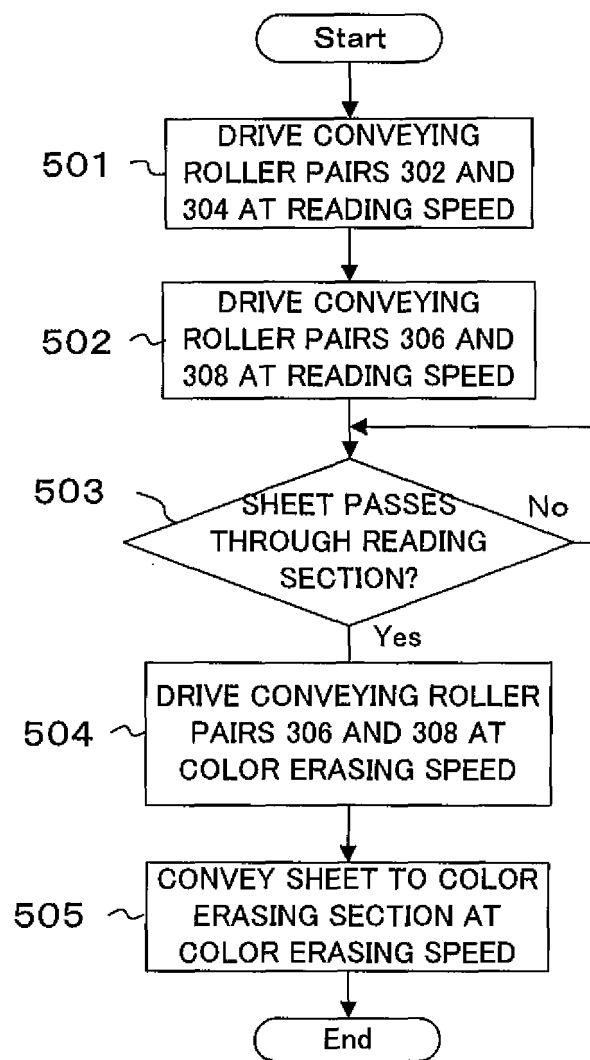 Start
501
DRIVE CONVEYING
ROLLER PAIRS 302 AND
304 AT READING SPEED
502
DRIVE CONVEYING
ROLLER PAIRS 306 AND
308 AT READING SPEED
503
SHEET PASSES
THROUGH READING
SECTION?
No
Yes
504
DRIVE CONVEYING ROLLER
PAIRS 306 AND 308 AT
COLOR ERASING SPEED
505
CONVEY SHEET TO COLOR
ERASING SECTION AT
COLOR ERASING SPEED
End